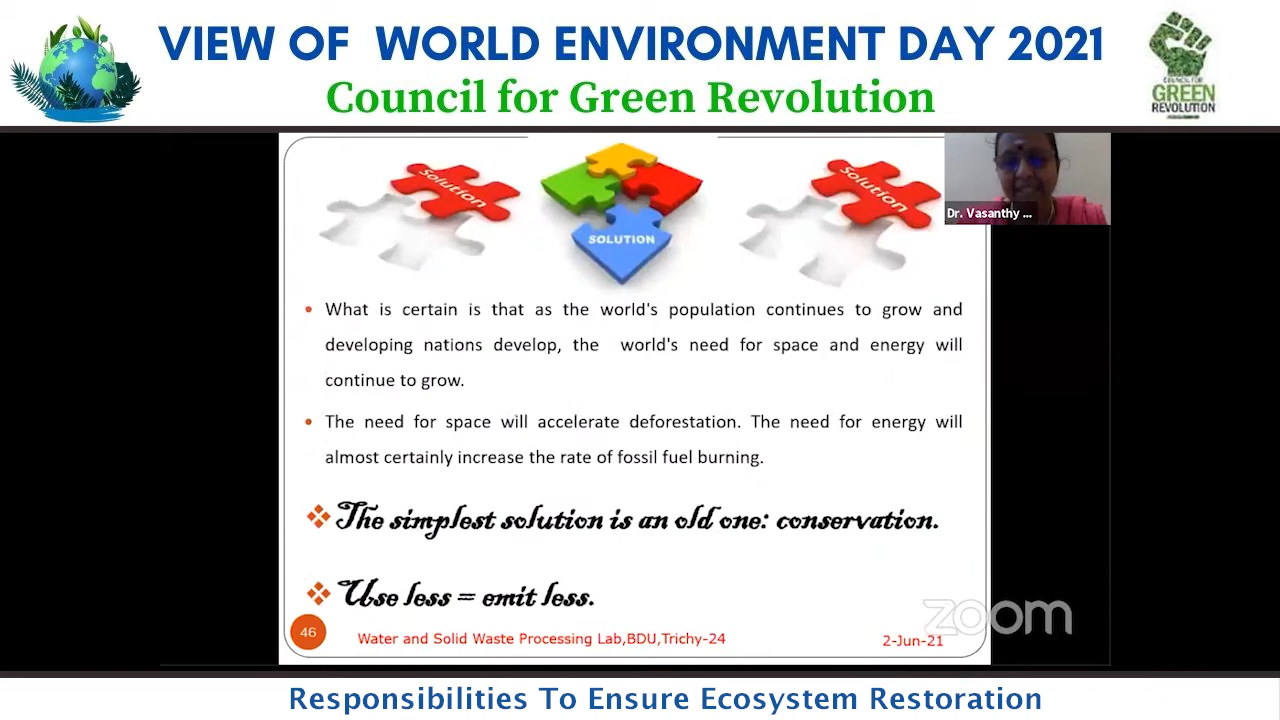 VIEW OF WORLD ENVIRONMENT DAY 2021
Council for Green Revolution
COUNCIL FOR
GREEN
REVOLUTION
Solution
SOLUTION
Solution
Dr. Vasanthy ...
• What is certain is that as the world's population continues to grow and
developing nations develop, the world's need for space and energy will
continue to grow.
• The need for space will accelerate deforestation. The need for energy will
almost certainly increase the rate of fossil fuel burning.
❖ The simplest solution is an old one: conservation.
❖ Use less = emit less.
46
Water and Solid Waste Processing Lab,BDU,Trichy-24
2-Jun-21
zoom
Responsibilities To Ensure Ecosystem Restoration